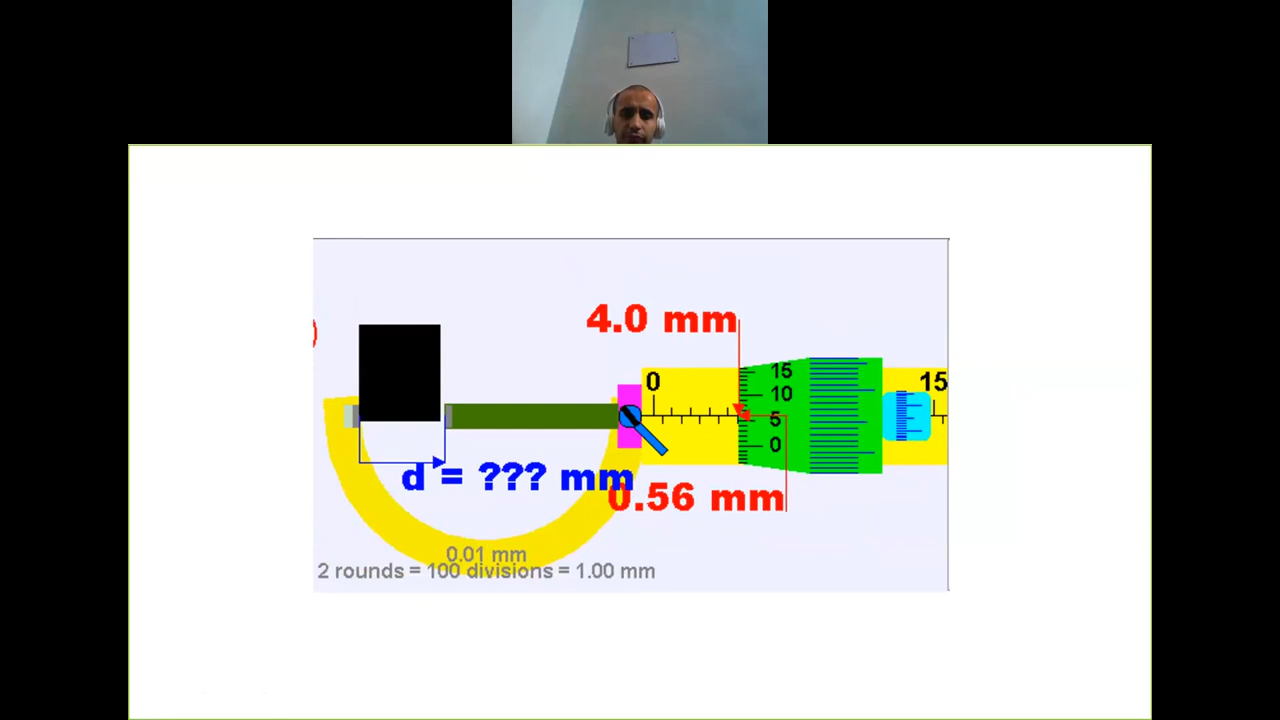 4.0 mm
0
15
15
10
5
0
d = ??? mm
0.56 mm
0.01 mm
2 rounds = 100 divisions = 1.00 mm